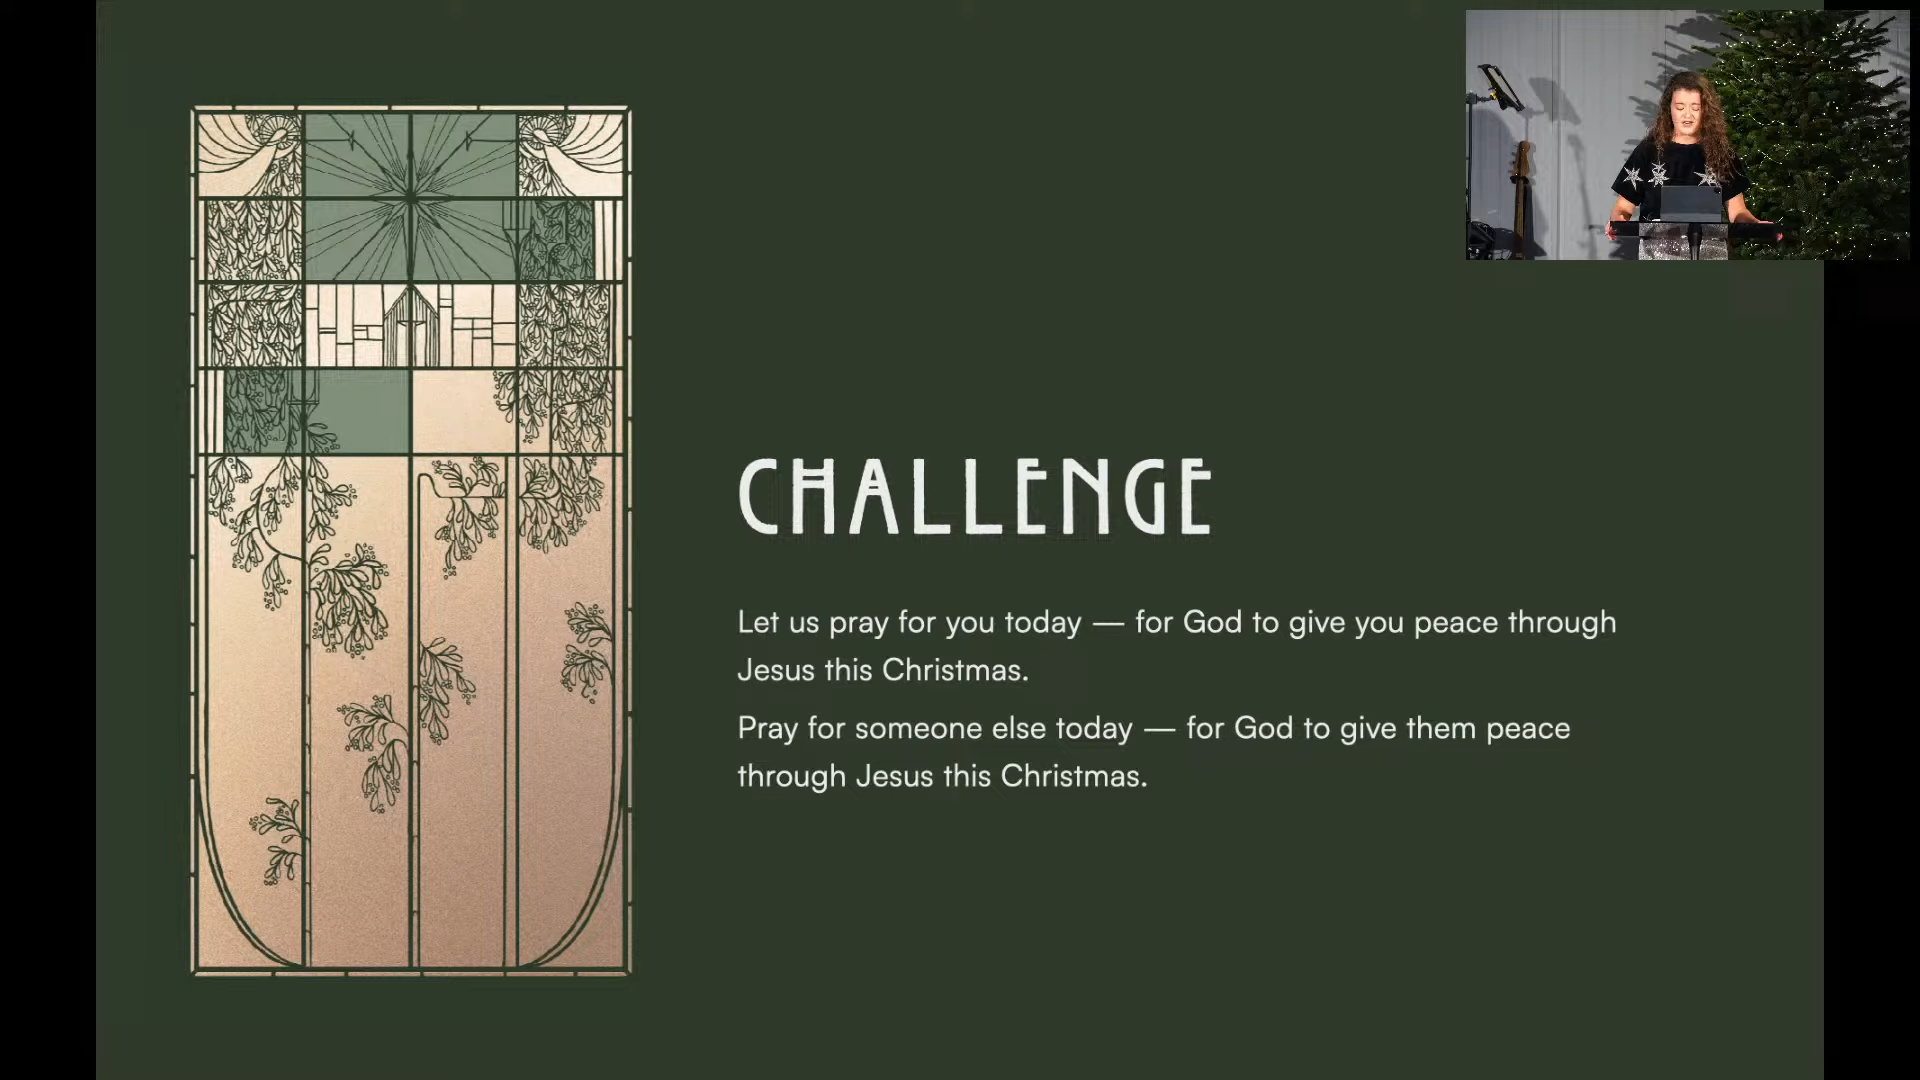 CHALLENGE
Let us pray for you today — for God to give you peace through
Jesus this Christmas.
Pray for someone else today — for God to give them peace
through Jesus this Christmas.